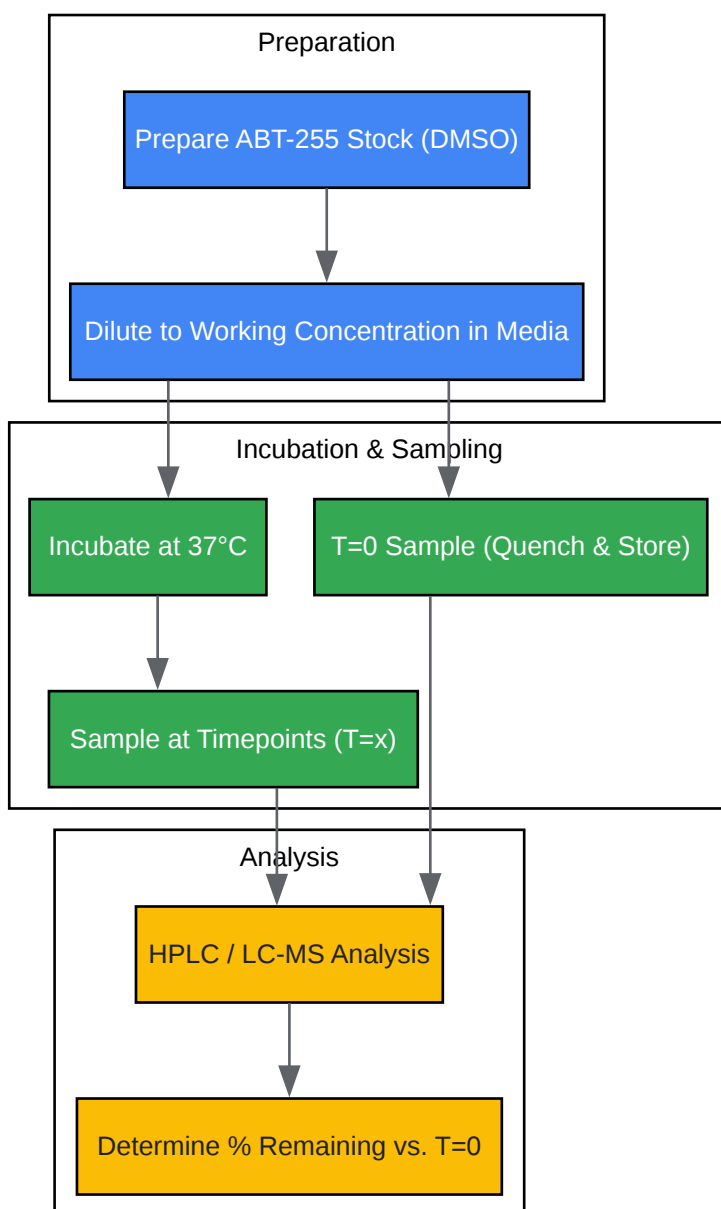 Preparation
Prepare ABT-255 Stock (DMSO)
Dilute to Working Concentration in Media
Incubation & Sampling
Incubate at 37°C
T=0 Sample (Quench & Store)
Sample at Timepoints (T=x)
Analysis
HPLC / LC-MS Analysis
Determine % Remaining vs. T=0